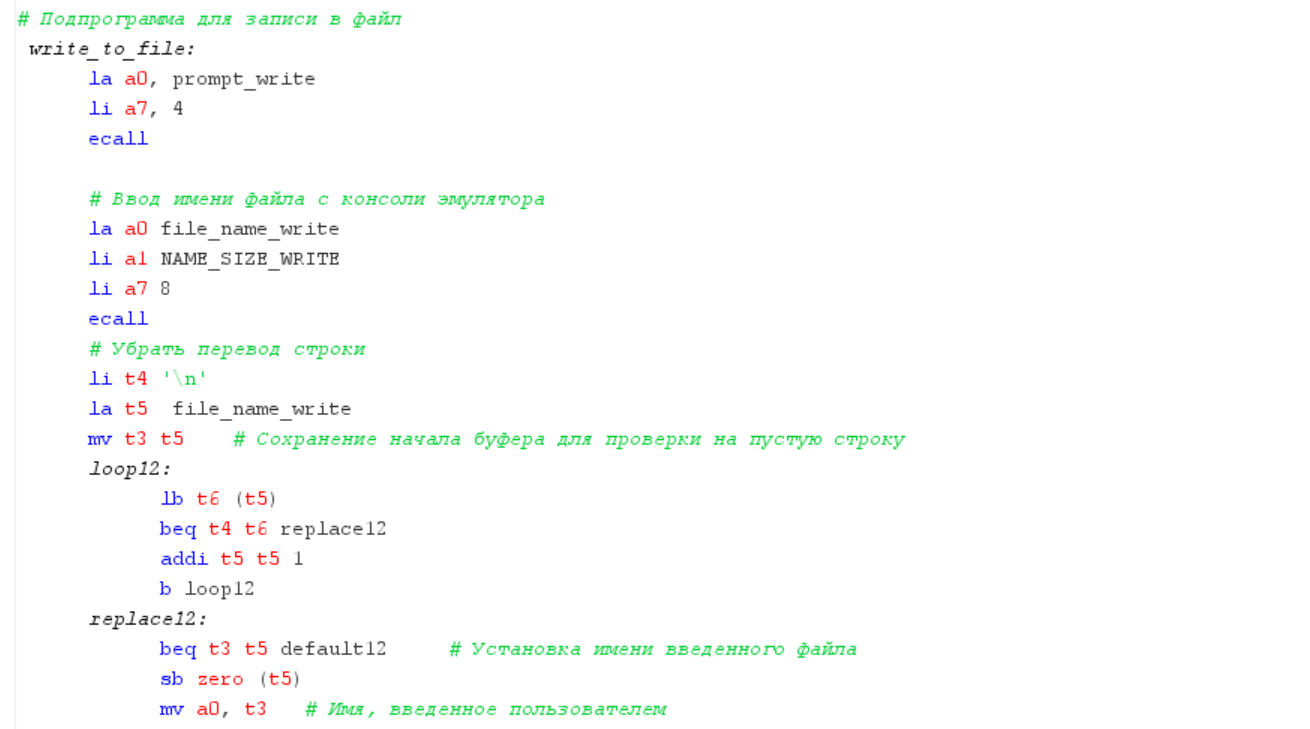 # Подпрограмма для записи в файл
write_to_file:
la a0, prompt_write
li a7, 4
ecall
# Ввод имени файла с консоли эмулятора
la a0 file_name_write
li a1 NAME_SIZE_WRITE
li a7 8
ecall
# Убрать перевод строки
li t4 '\n'
la t5  file_name_write
mv t3 t5    # Сохранение начала буфера для проверки на пустую строку
loop12:
lb t6 (t5)
beq t4 t6 replace12
addi t5 t5 1
b loop12
replace12:
beq t3 t5 default12     # Установка имени введенного файла
sb zero (t5)
mv a0, t3   # Имя, введенное пользователем